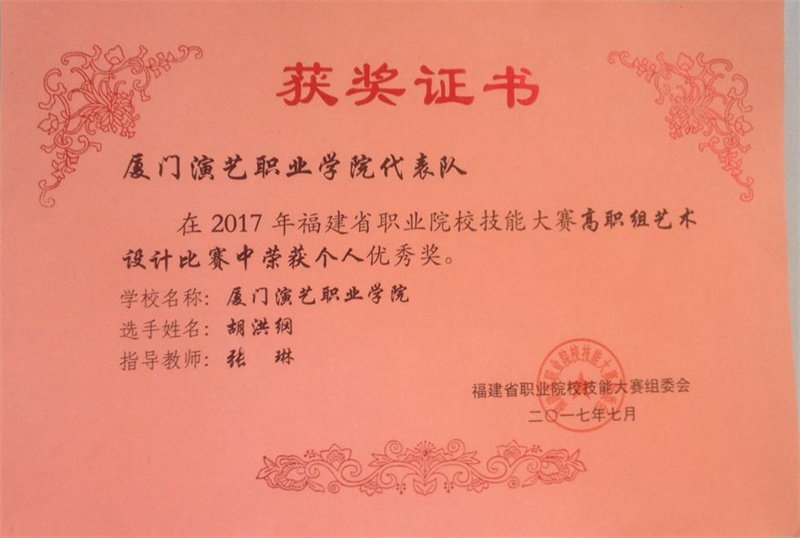 获奖证书
厦门演艺职业学院代表队
在 2017 年福建省职业院校技能大赛高职组艺术
设计比赛中荣获个人优秀奖。
学校名称：厦门演艺职业学院
选手姓名：胡洪纲
指导教师：张 琳
福建省职业院校技能大赛组委会
二〇一七年七月